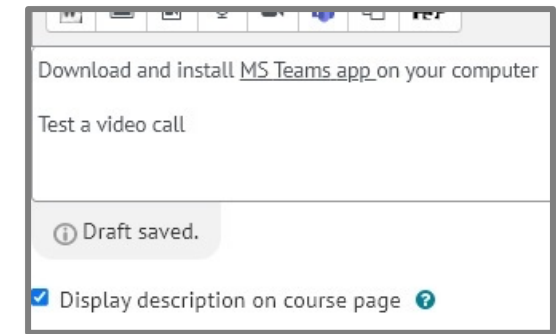 Download and install MS Teams app on your computer
Test a video call
Draft saved.
Display description on course page